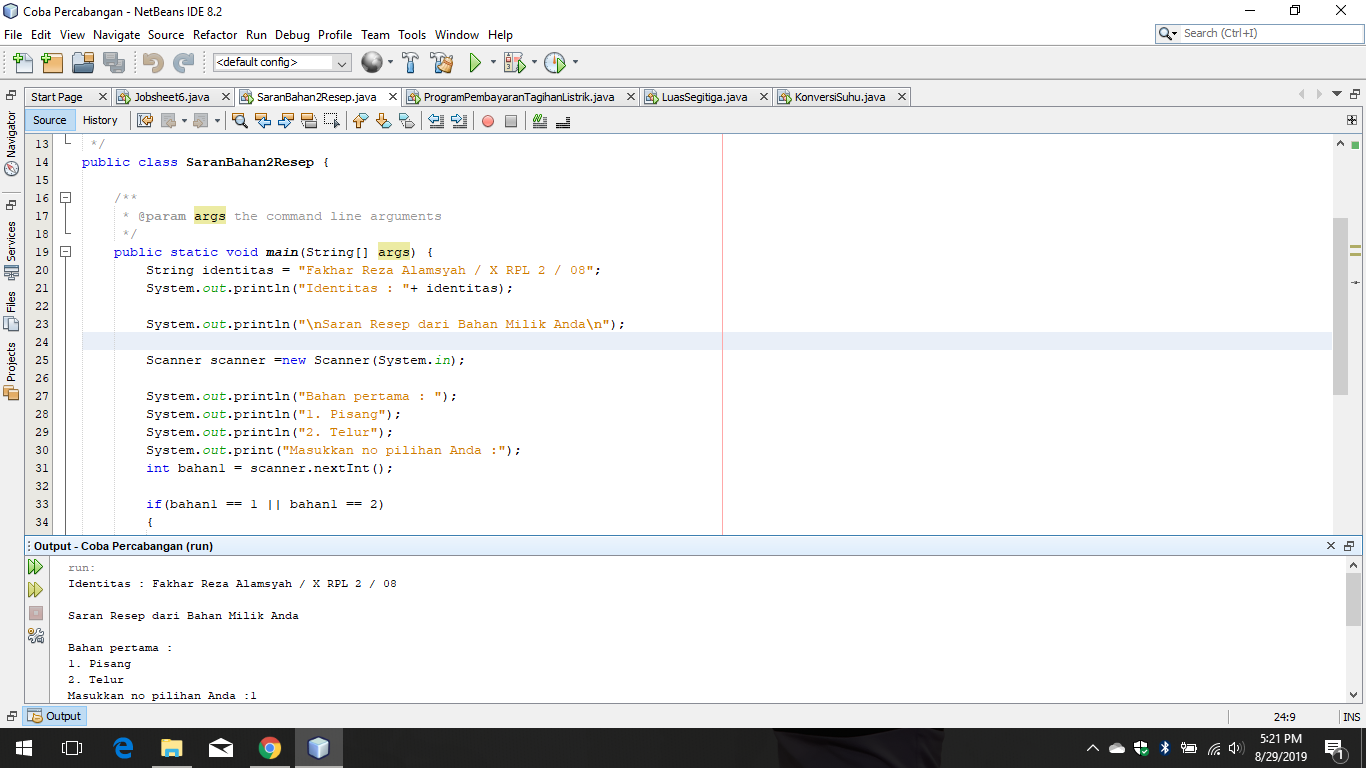 Coba Percabangan - NetBeans IDE 8.2
File Edit View Navigate Source Refactor Run Debug Profile Team Tools Window Help
Search (Ctrl+I)
<default config>
Start Page Jobsheet6.java SaranBahan2Resep.java ProgramPembayaranTagihanListrik.java LuasSegitiga.java KonversiSuhu.java
Source History
Navigator
Services
Files
Projects
13 */
14 public class SaranBahan2Resep {
15
16 /**
17 * @param args the command line arguments
18 */
19 public static void main(String[] args) {
20 String identitas = "Fakhar Reza Alamsyah / X RPL 2 / 08";
21 System.out.println("Identitas : "+ identitas);
22
23 System.out.println("\nSaran Resep dari Bahan Milik Anda\n");
24
25 Scanner scanner =new Scanner(System.in);
26
27 System.out.println("Bahan pertama : ");
28 System.out.println("1. Pisang");
29 System.out.println("2. Telur");
30 System.out.print("Masukkan no pilihan Anda :");
31 int bahan1 = scanner.nextInt();
32
33 if(bahan1 == 1 || bahan1 == 2)
34 {
Output - Coba Percabangan (run)
run:
Identitas : Fakhar Reza Alamsyah / X RPL 2 / 08
Saran Resep dari Bahan Milik Anda
Bahan pertama :
1. Pisang
2. Telur
Masukkan no pilihan Anda :1
Output
24:9 INS
5:21 PM
8/29/2019
1